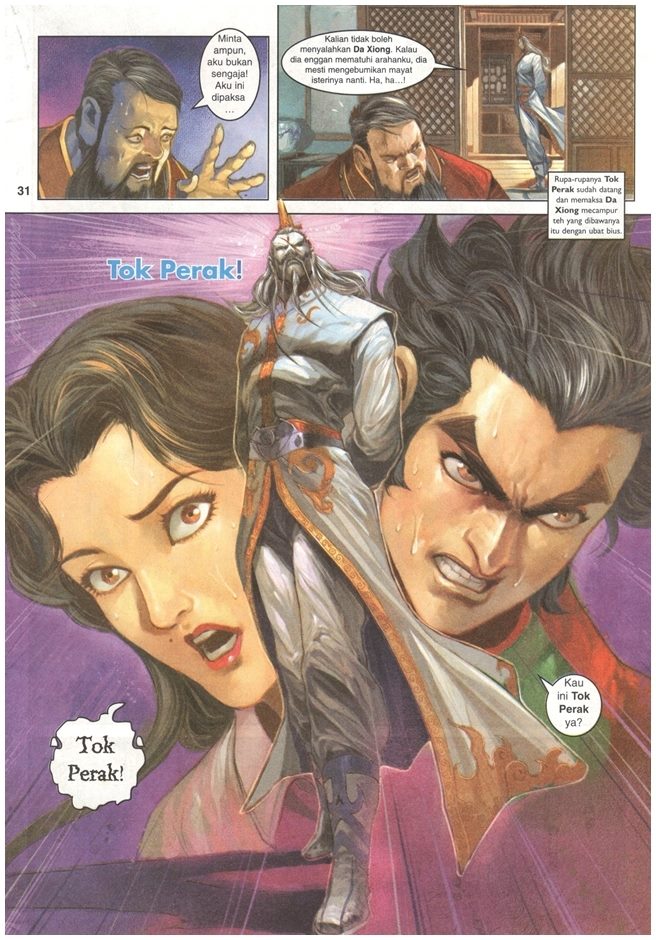 Minta
ampun,
aku bukan
sengaja!
Aku ini
dipaksa
...
Kalian tidak boleh
menyalahkan Da Xiong. Kalau
dia enggan mematuhi arahanku, dia
mesti mengebumikan mayat
isterinya nanti. Ha, ha...!
31
Rupa-rupanya Tok
Perak sudah datang
dan memaksa Da
Xiong mecampur
teh yang dibawanya
itu dengan ubat bius.
Tok Perak!
Kau
ini Tok
Perak
ya?
Tok
Perak!